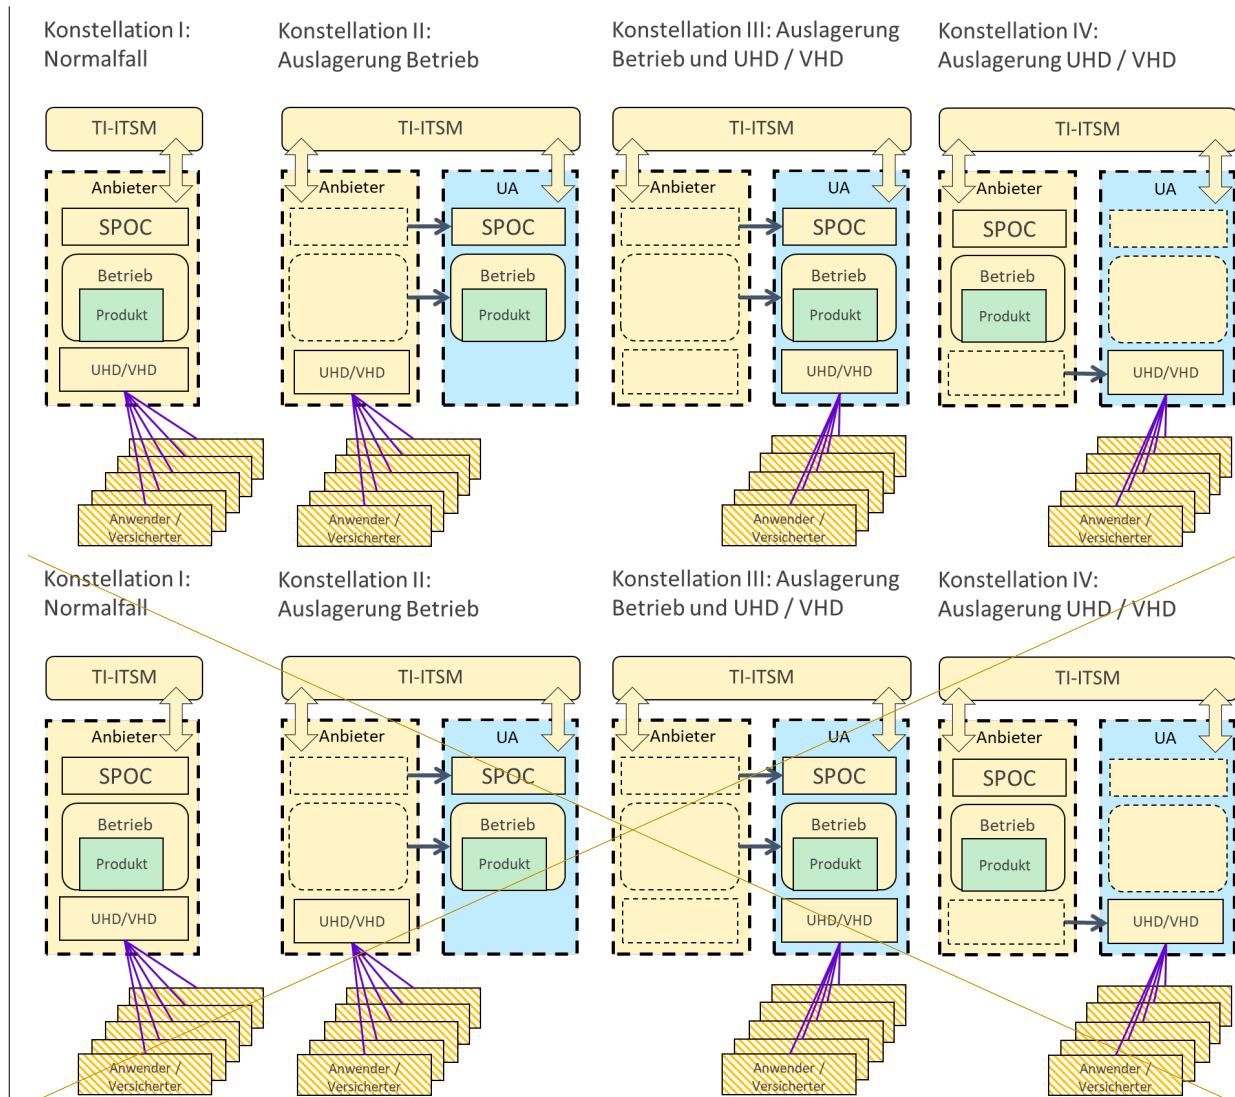 Konstellation I:
Normalfall
Konstellation II:
Auslagerung Betrieb
Konstellation III: Auslagerung
Betrieb und UHD / VHD
Konstellation IV:
Auslagerung UHD / VHD
TI-ITSM
TI-ITSM
TI-ITSM
TI-ITSM
Anbieter
SPOC
Betrieb
Produkt
UHD/VHD
Anwender /
Versicherter
Anbieter
UHD/VHD
UA
SPOC
Betrieb
Produkt
Anwender /
Versicherter
Anbieter
UA
SPOC
Betrieb
Produkt
UHD/VHD
Anwender /
Versicherter
Anbieter
SPOC
Betrieb
Produkt
UA
UHD/VHD
Anwender /
Versicherter
Konstellation I:
Normalfall
Konstellation II:
Auslagerung Betrieb
Konstellation III: Auslagerung
Betrieb und UHD / VHD
Konstellation IV:
Auslagerung UHD / VHD
TI-ITSM
TI-ITSM
TI-ITSM
TI-ITSM
Anbieter
SPOC
Betrieb
Produkt
UHD/VHD
Anwender /
Versicherter
Anbieter
UHD/VHD
UA
SPOC
Betrieb
Produkt
Anwender /
Versicherter
Anbieter
UA
SPOC
Betrieb
Produkt
UHD/VHD
Anwender /
Versicherter
Anbieter
SPOC
Betrieb
Produkt
UA
UHD/VHD
Anwender /
Versicherter